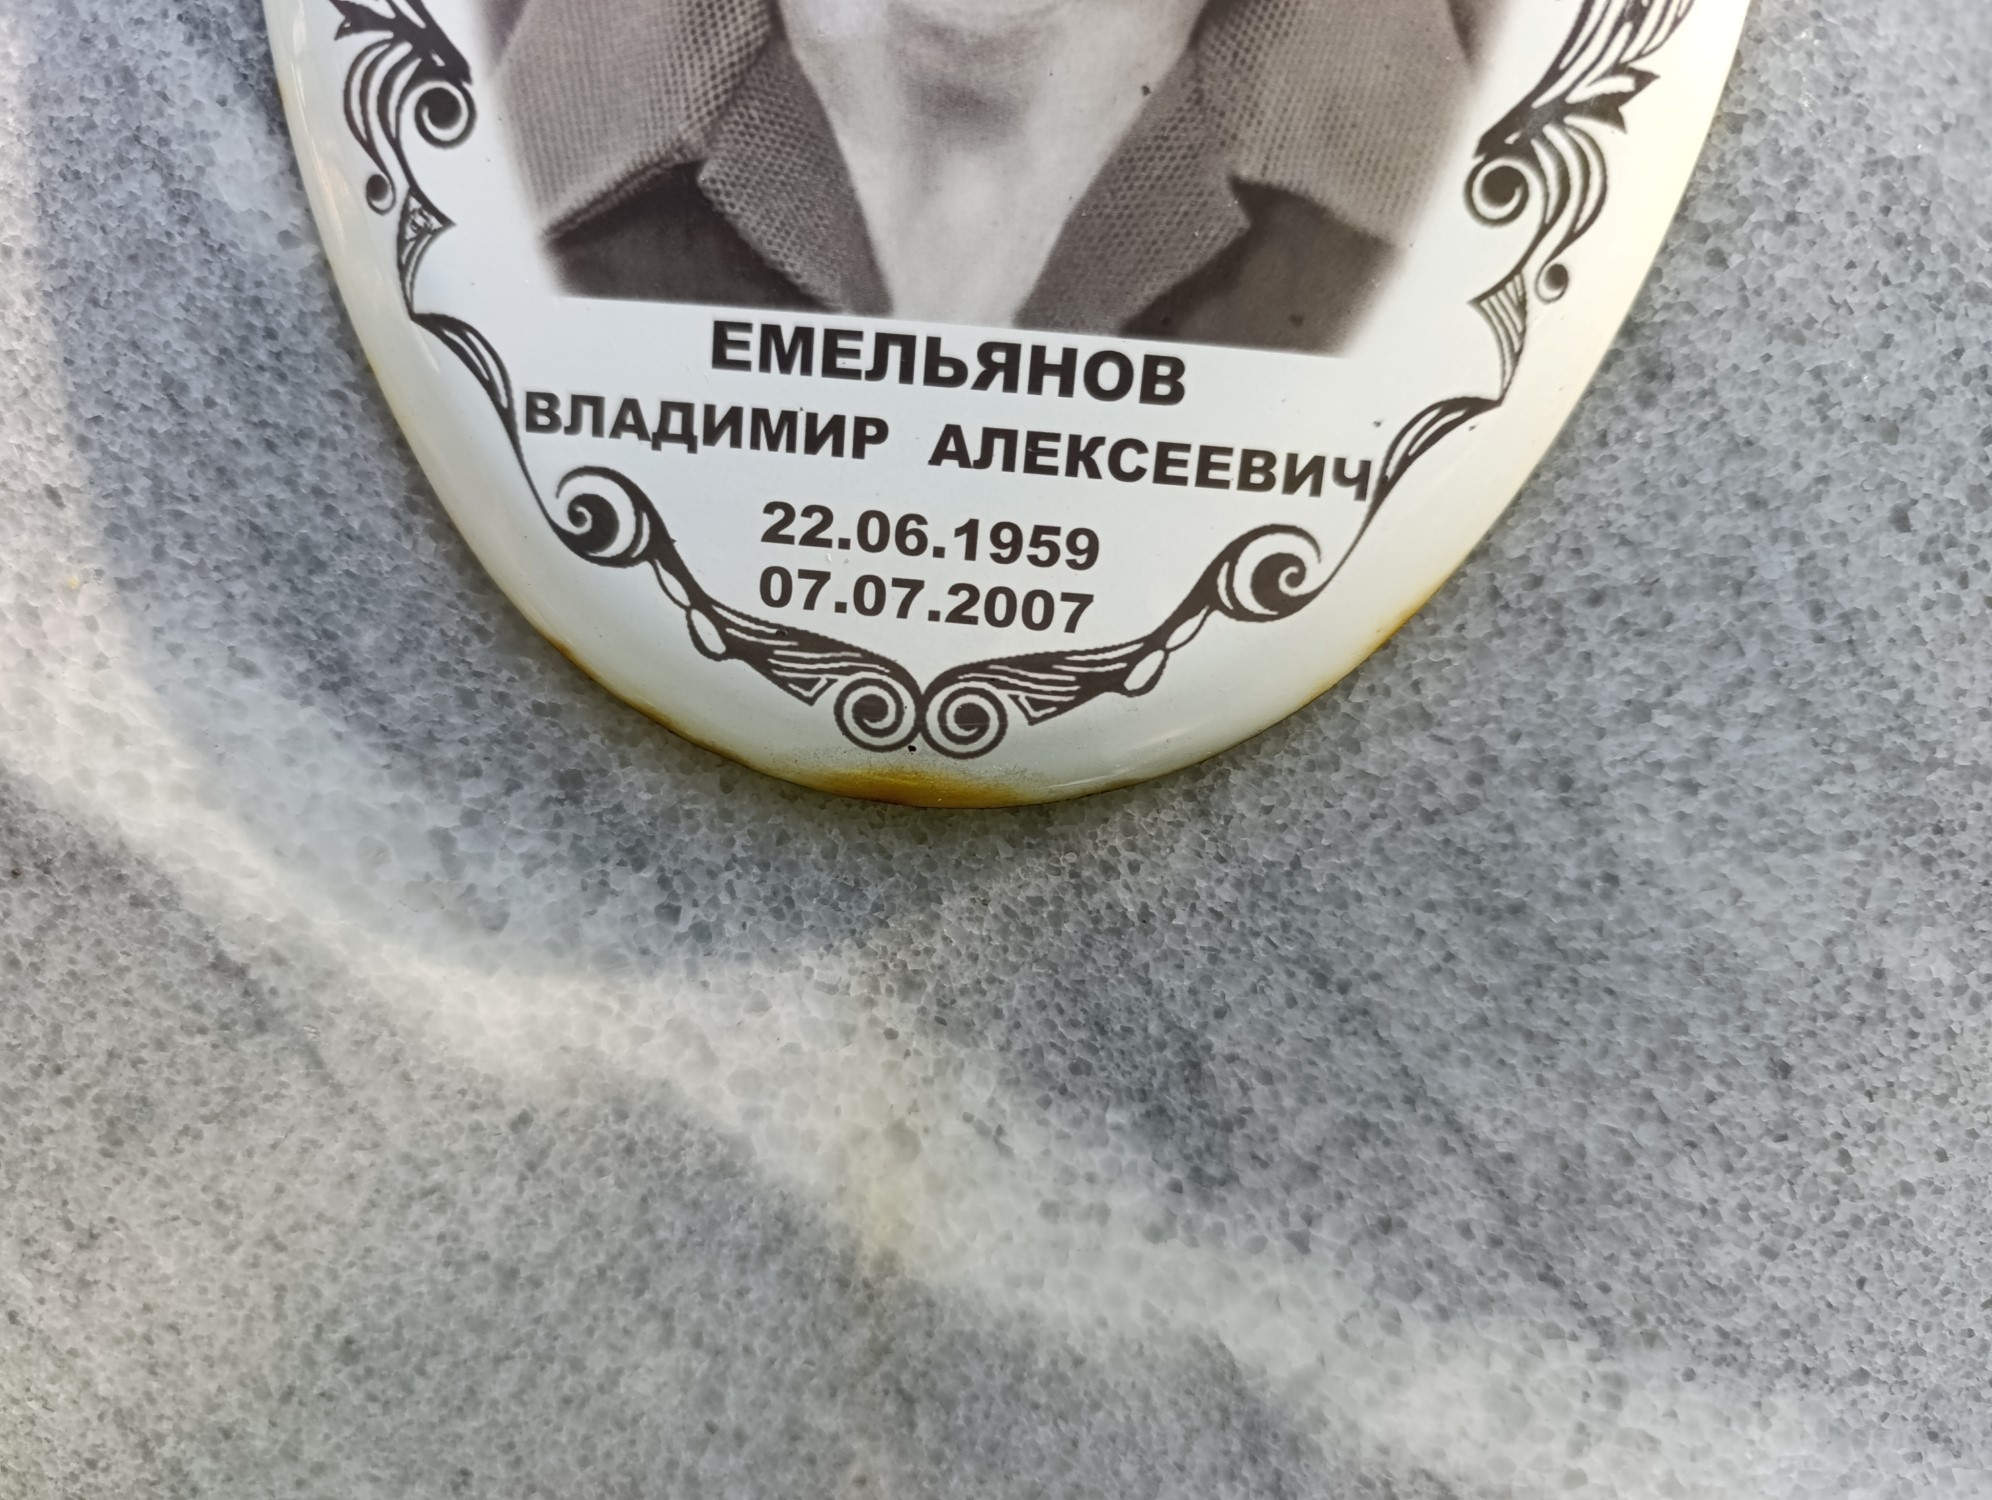 ЕМЕЛЬЯНОВ
ВЛАДИМИР АЛЕКСЕЕВИЧ
22.06.1959
07.07.2007